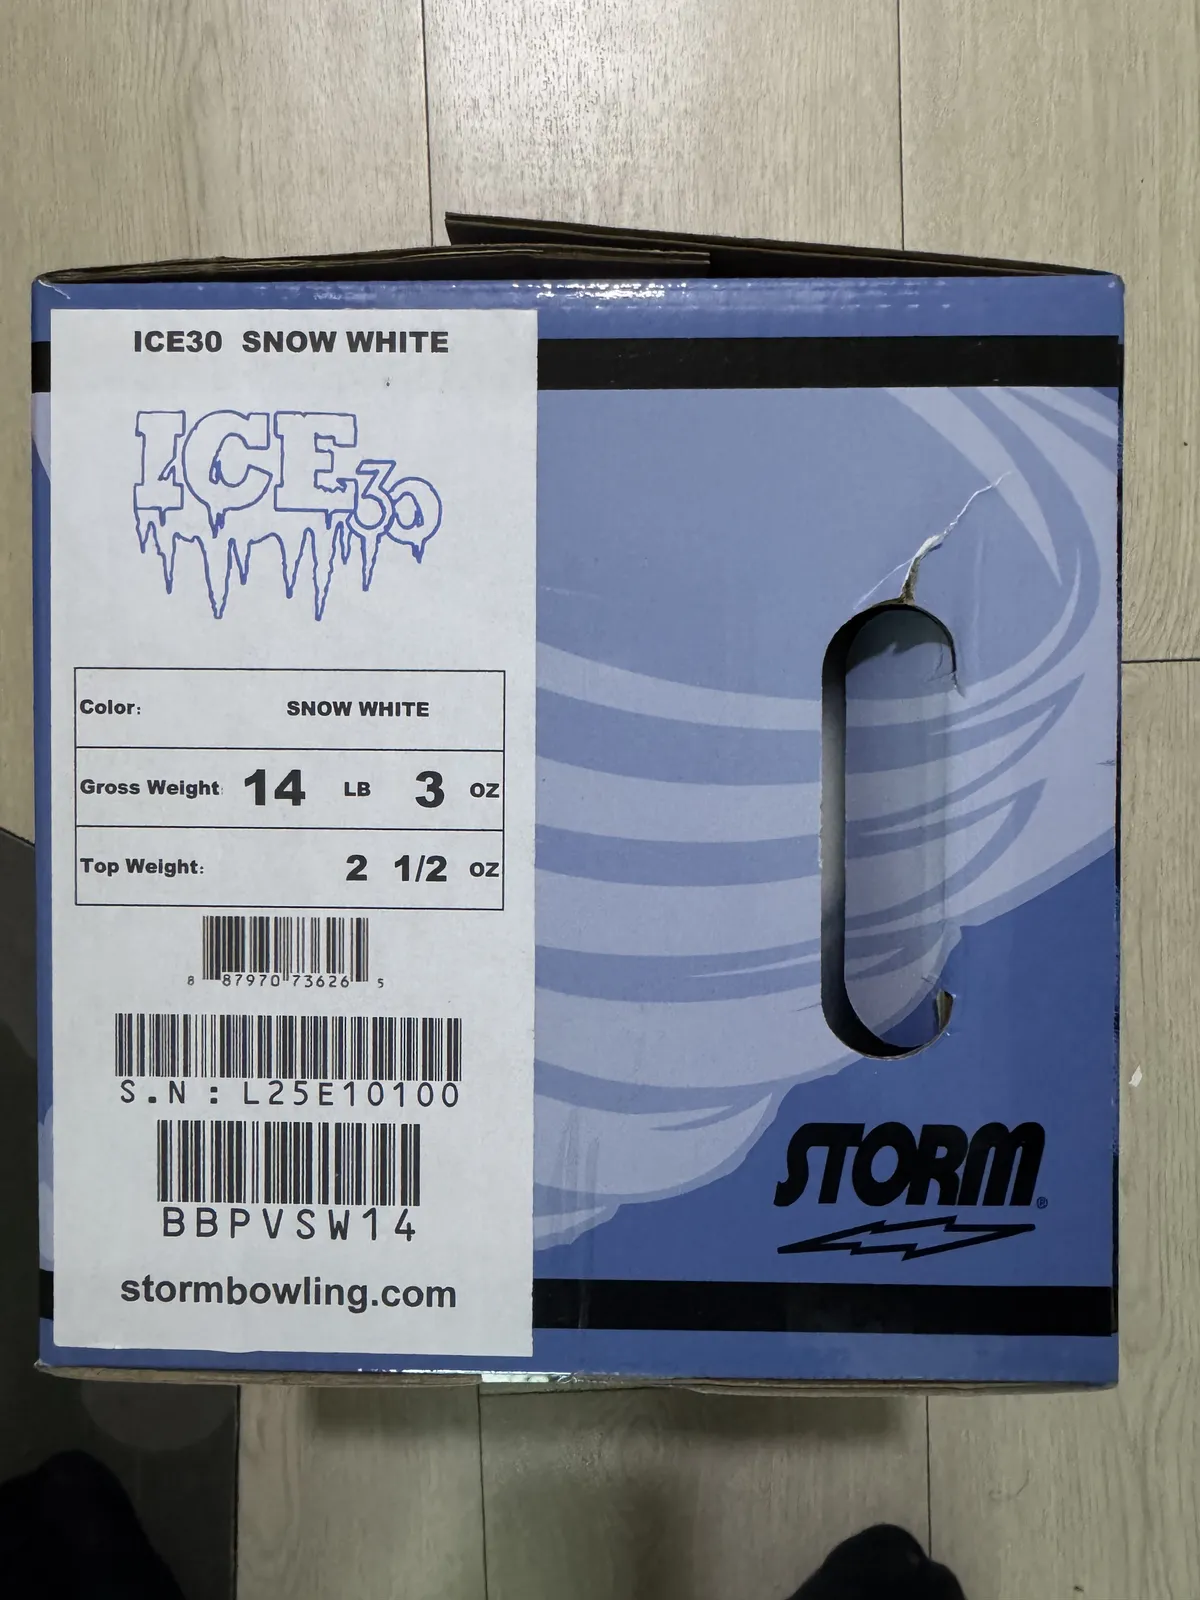 ICE30 SNOW WHITE
ICE30
Color: SNOW WHITE
Gross Weight: 14 LB 3 OZ
Top Weight: 2 1/2 OZ
8 87970 73626 5
S.N : L25E10100
BBPVSW14
stormbowling.com
STORM®